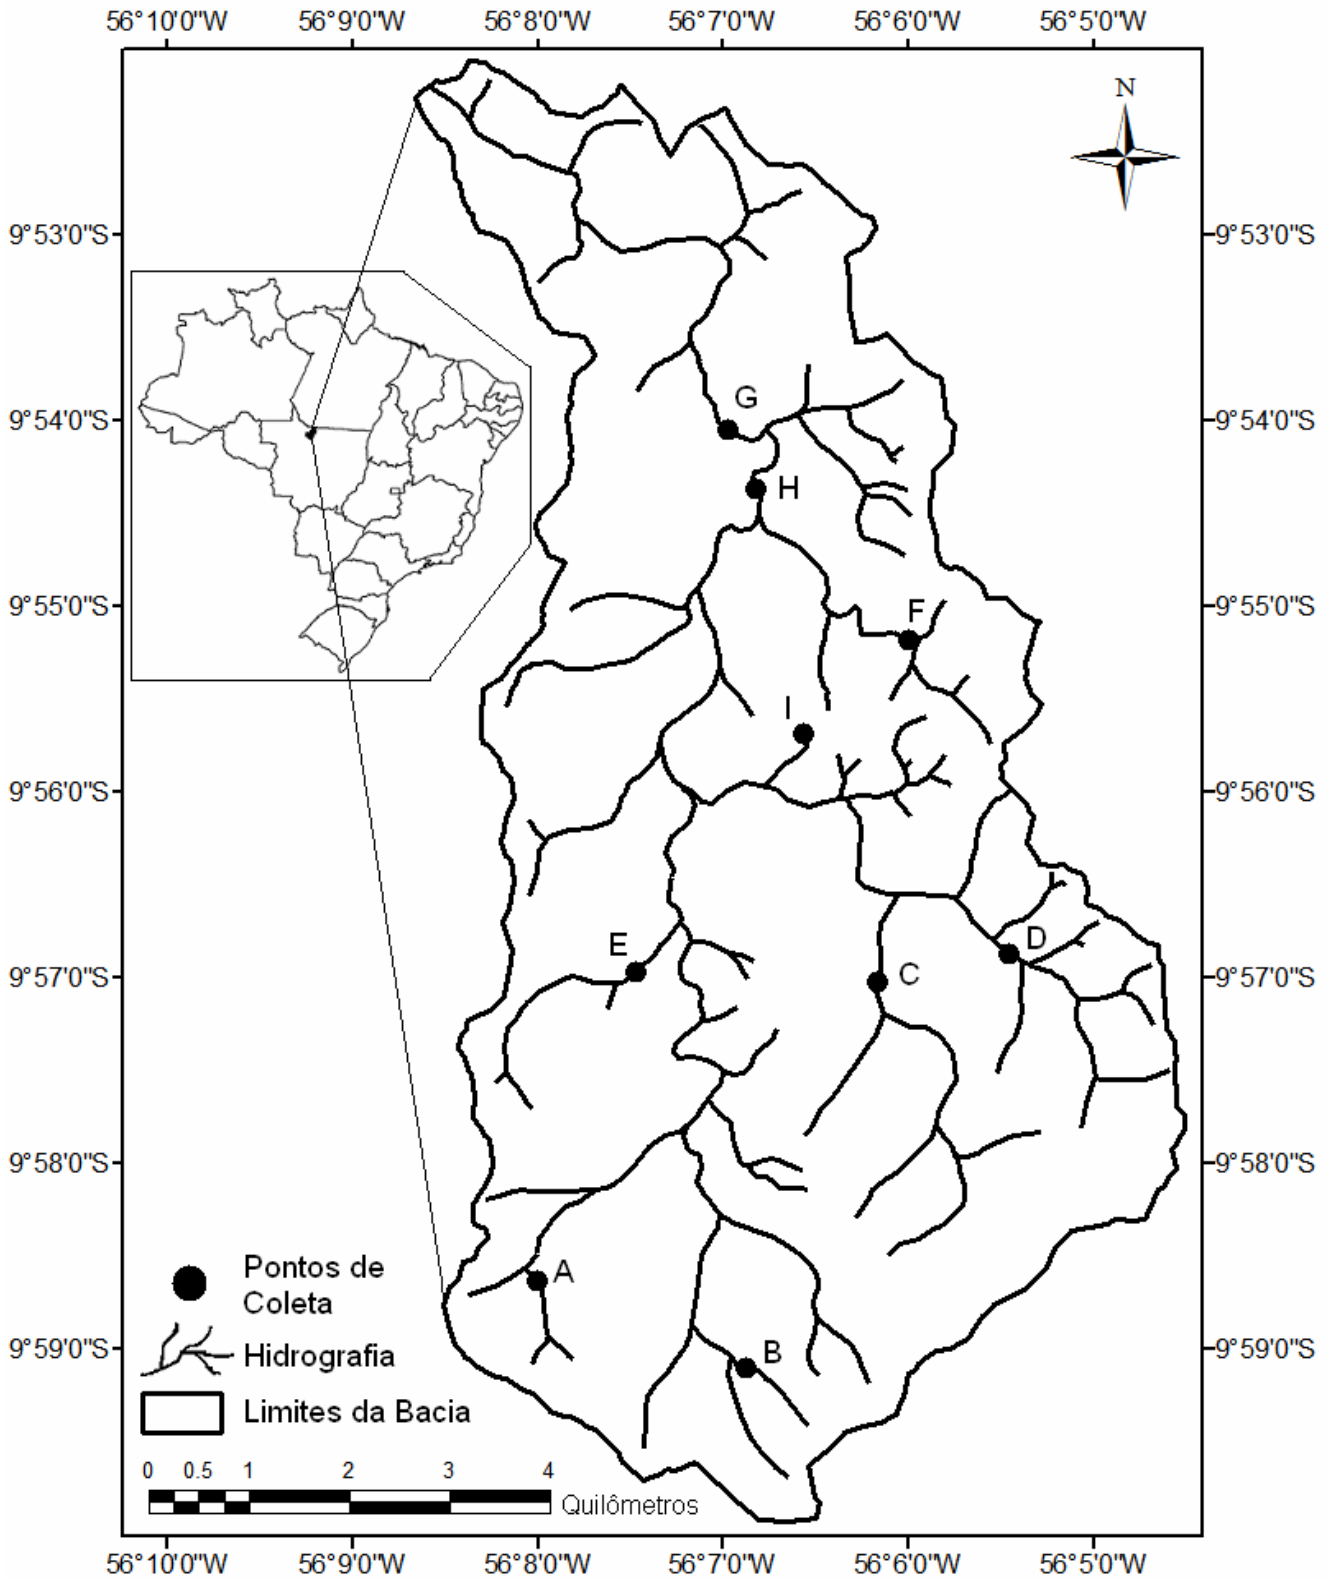 56°10'0"W 56°9'0"W 56°8'0"W 56°7'0"W 56°6'0"W 56°5'0"W
N
9°53'0"S 9°53'0"S
G
9°54'0"S 9°54'0"S
H
9°55'0"S 9°55'0"S
F
I
9°56'0"S 9°56'0"S
E D
9°57'0"S C 9°57'0"S
9°58'0"S 9°58'0"S
A
Pontos de
Coleta
9°59'0"S Hidrografia B 9°59'0"S
Limites da Bacia
0 0.5 1 2 3 4
Quilômetros
56°10'0"W 56°9'0"W 56°8'0"W 56°7'0"W 56°6'0"W 56°5'0"W